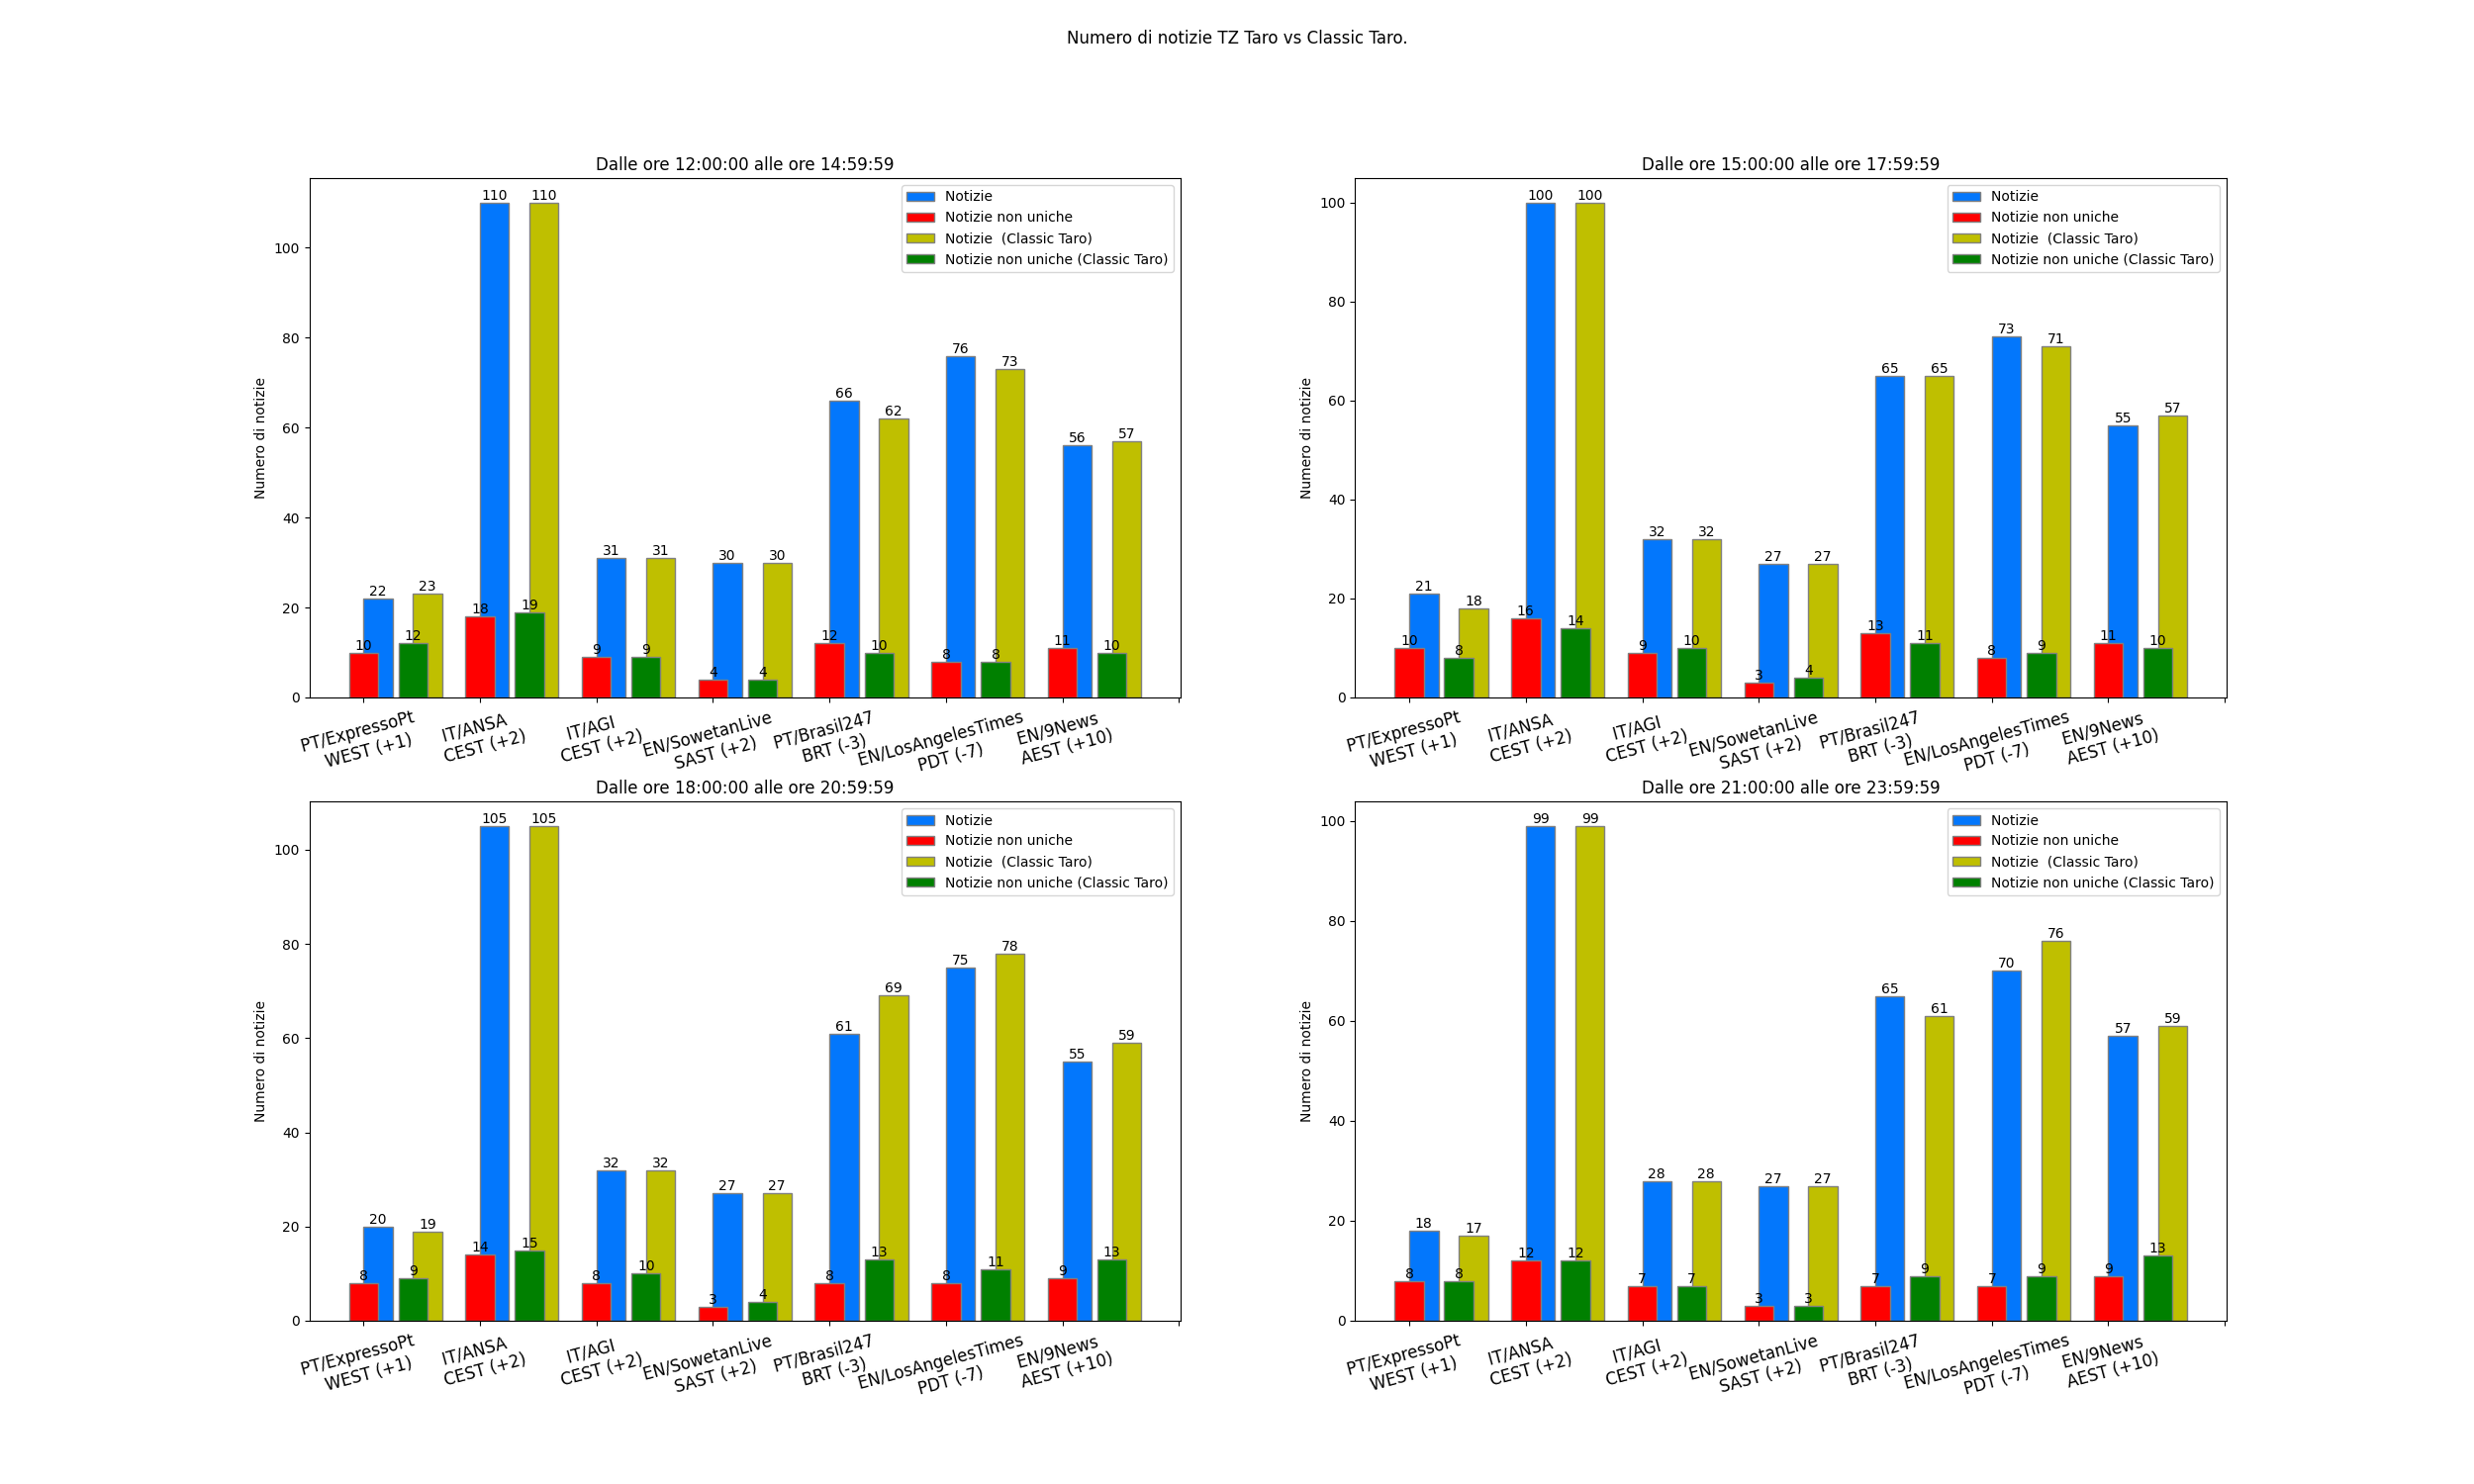 Numero di notizie TZ Taro vs Classic Taro.
Dalle ore 12:00:00 alle ore 14:59:59
Numero di notizie
100
80
60
40
20
0
110 110
76
73
66
62
56 57
31 31
30 30
22 23
10 12
18 19
9 9
4 4
12 10
8 8
11 10
Notizie
Notizie non uniche
Notizie (Classic Taro)
Notizie non uniche (Classic Taro)
PT/ExpressoPt
WEST (+1)
IT/ANSA
CEST (+2)
IT/AGI
CEST (+2)
EN/SowetanLive
SAST (+2)
PT/Brasil247
BRT (-3)
EN/LosAngelesTimes
PDT (-7)
EN/9News
AEST (+10)
Dalle ore 15:00:00 alle ore 17:59:59
Numero di notizie
100
80
60
40
20
0
100 100
73
71
65 65
55 57
32 32
27 27
21 18
10 8
16 14
9 10
3 4
13 11
8 9
11 10
Notizie
Notizie non uniche
Notizie (Classic Taro)
Notizie non uniche (Classic Taro)
PT/ExpressoPt
WEST (+1)
IT/ANSA
CEST (+2)
IT/AGI
CEST (+2)
EN/SowetanLive
SAST (+2)
PT/Brasil247
BRT (-3)
EN/LosAngelesTimes
PDT (-7)
EN/9News
AEST (+10)
Dalle ore 18:00:00 alle ore 20:59:59
Numero di notizie
100
80
60
40
20
0
105 105
75 78
61 69
55 59
32 32
27 27
20 19
8 9
14 15
8 10
3 4
8 13
8 11
9 13
Notizie
Notizie non uniche
Notizie (Classic Taro)
Notizie non uniche (Classic Taro)
PT/ExpressoPt
WEST (+1)
IT/ANSA
CEST (+2)
IT/AGI
CEST (+2)
EN/SowetanLive
SAST (+2)
PT/Brasil247
BRT (-3)
EN/LosAngelesTimes
PDT (-7)
EN/9News
AEST (+10)
Dalle ore 21:00:00 alle ore 23:59:59
Numero di notizie
100
80
60
40
20
0
99 99
70 76
65 61
57 59
28 28
27 27
18 17
8 8
12 12
7 7
3 3
7 9
7 9
9 13
Notizie
Notizie non uniche
Notizie (Classic Taro)
Notizie non uniche (Classic Taro)
PT/ExpressoPt
WEST (+1)
IT/ANSA
CEST (+2)
IT/AGI
CEST (+2)
EN/SowetanLive
SAST (+2)
PT/Brasil247
BRT (-3)
EN/LosAngelesTimes
PDT (-7)
EN/9News
AEST (+10)